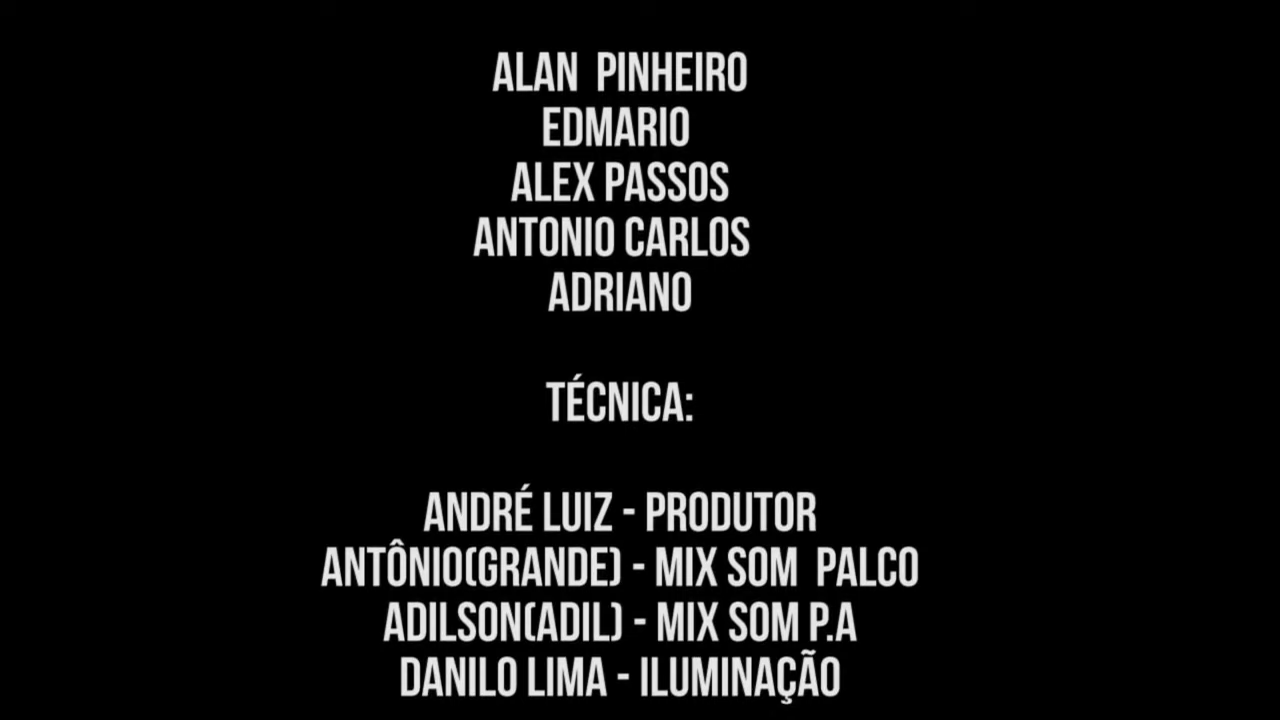 ALAN  PINHEIRO
EDMARIO
ALEX PASSOS
ANTONIO CARLOS
ADRIANO
TÉCNICA:
ANDRÉ LUIZ - PRODUTOR
ANTÔNIO(GRANDE) - MIX SOM  PALCO
ADILSON(ADIL) - MIX SOM P.A
DANILO LIMA - ILUMINAÇÃO